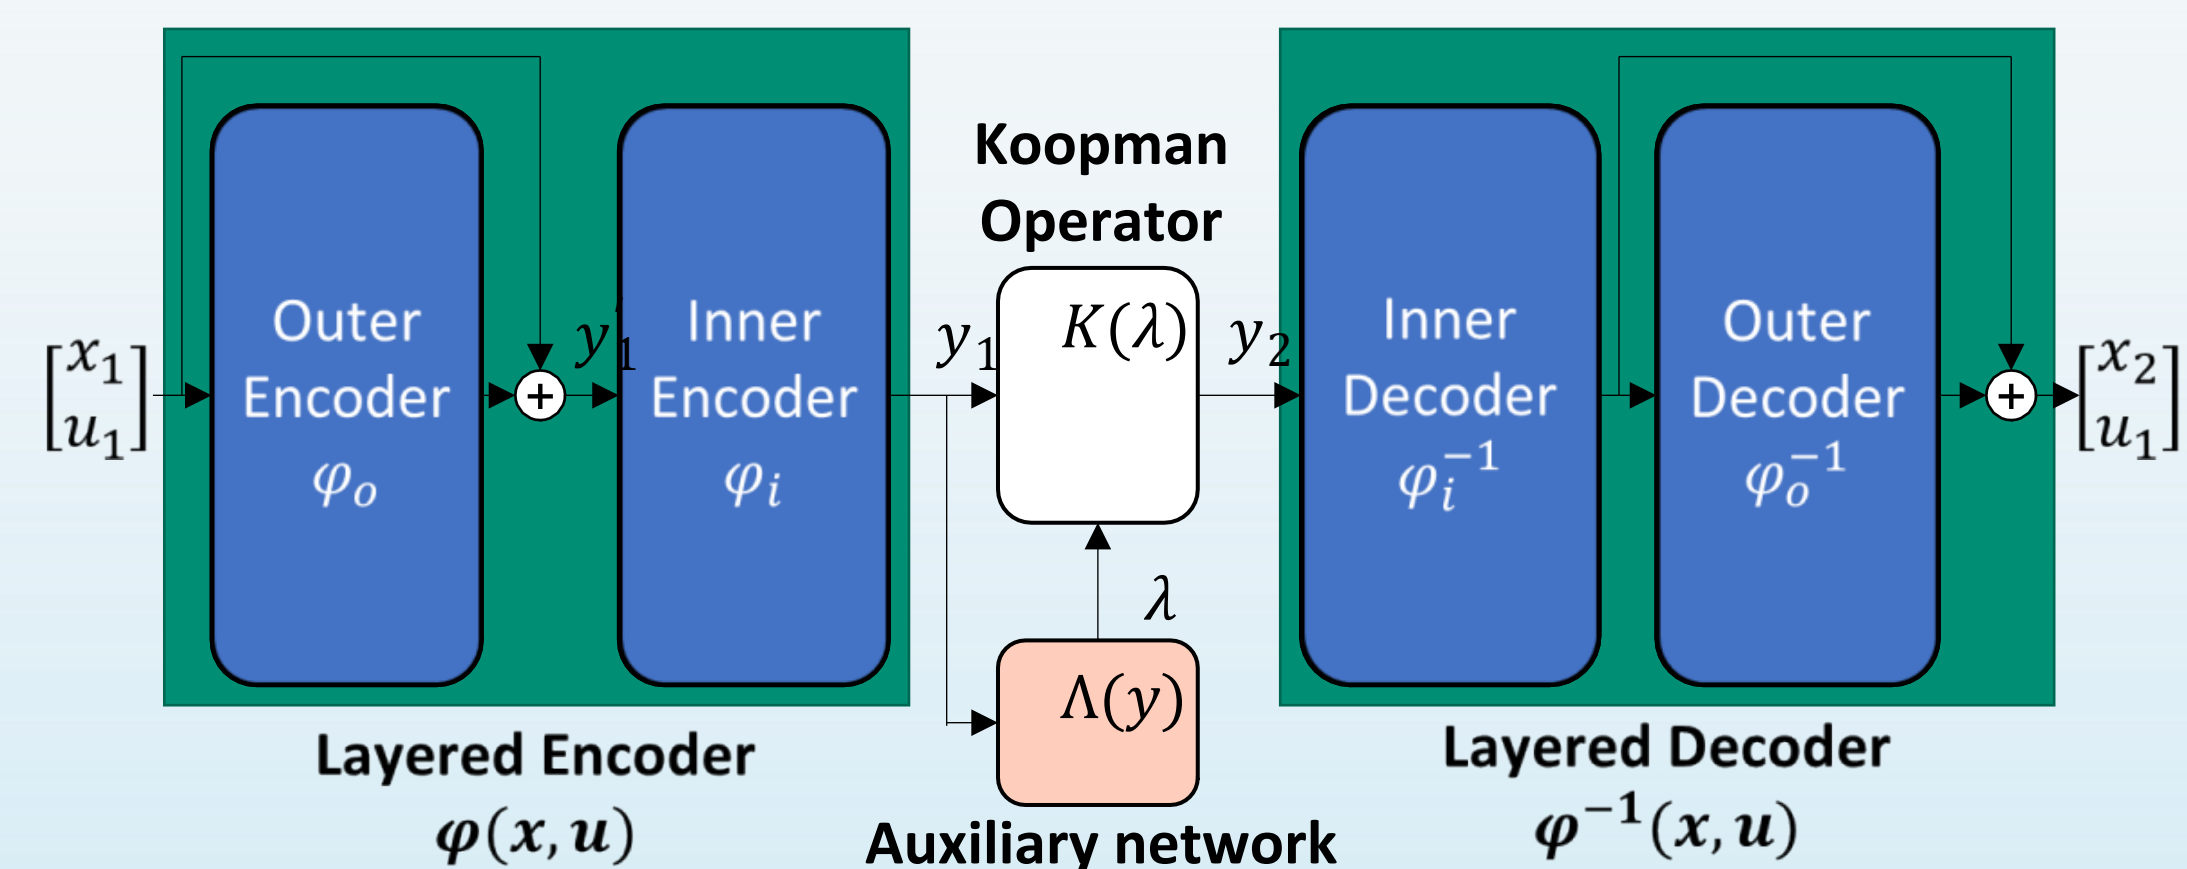 [x₁
u₁]
Outer
Encoder
φₒ
+
y′₁
Inner
Encoder
φᵢ
Layered Encoder
φ(x, u)
y₁
Koopman
Operator
K(λ)
λ
Λ(y)
Auxiliary network
y₂
Inner
Decoder
φᵢ⁻¹
Outer
Decoder
φₒ⁻¹
+
Layered Decoder
φ⁻¹(x, u)
[x₂
u₁]